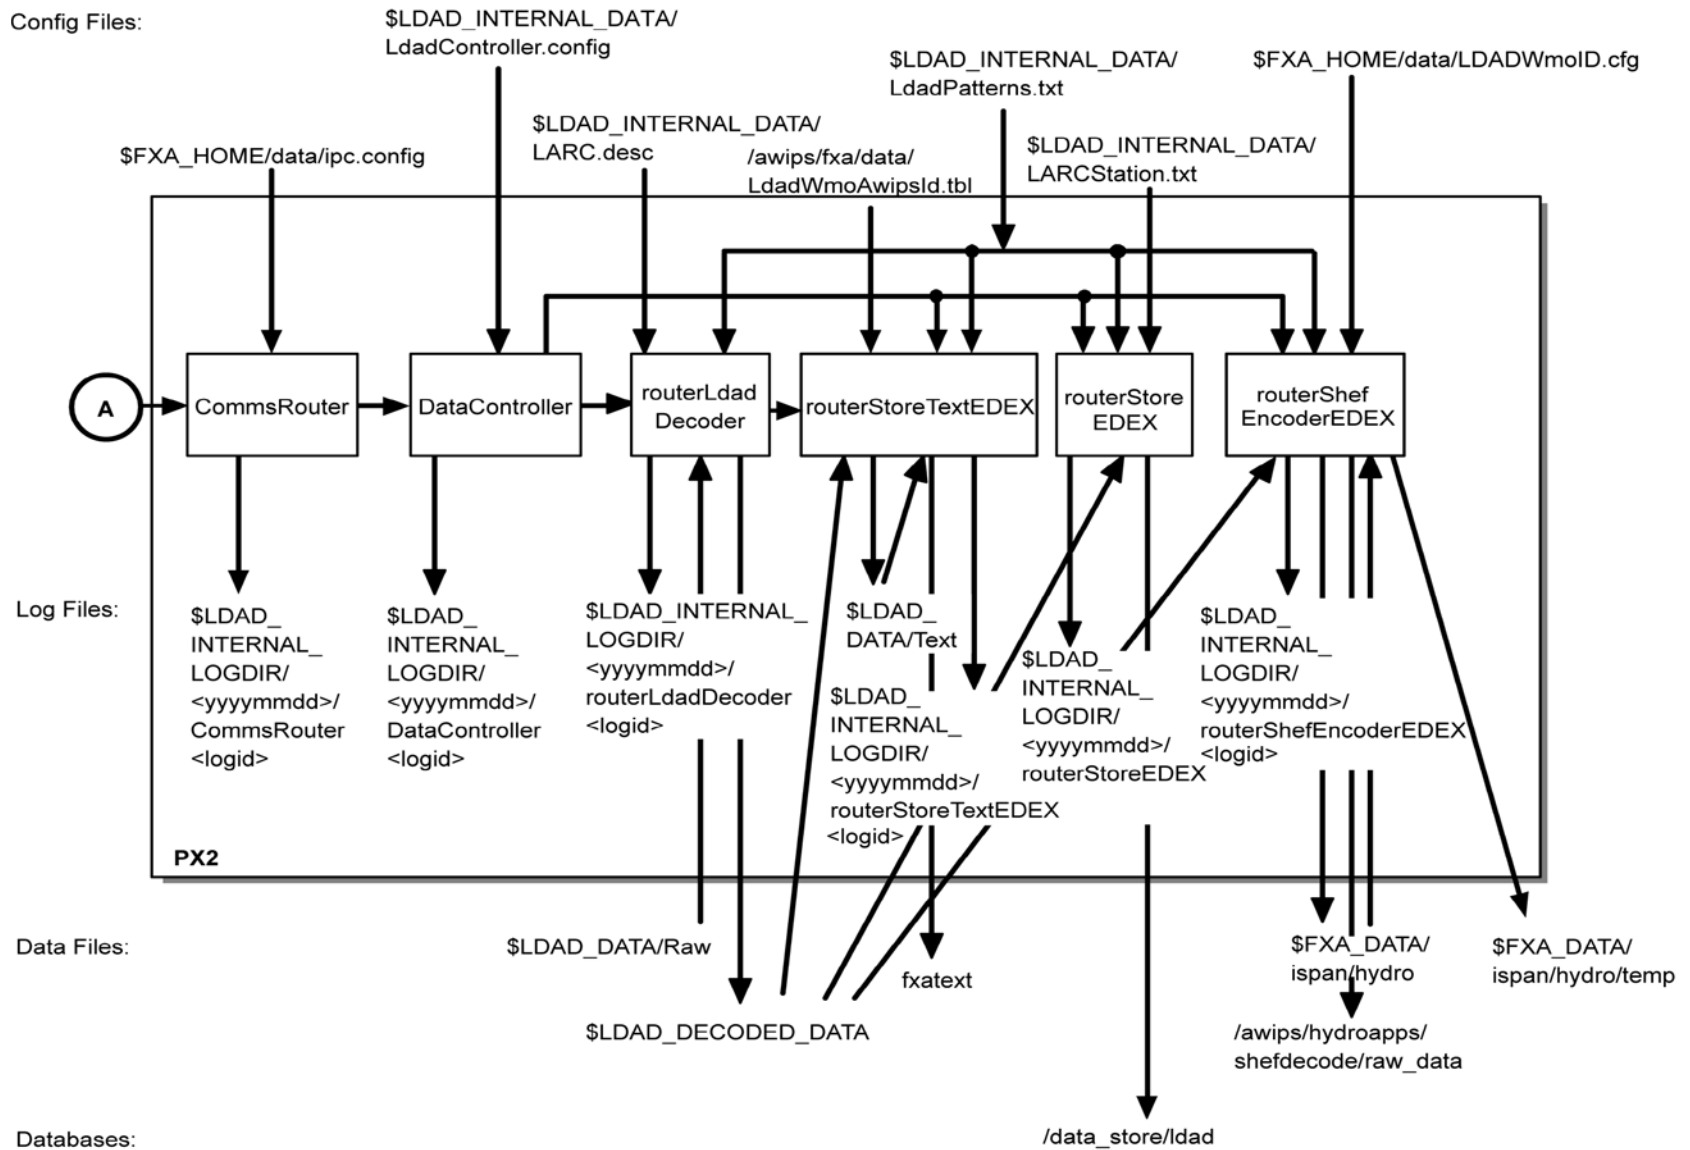 Config Files:
$LDAD_INTERNAL_DATA/
LdadController.config
$LDAD_INTERNAL_DATA/
LdadPatterns.txt
$FXA_HOME/data/LDADWmoID.cfg
$FXA_HOME/data/ipc.config
$LDAD_INTERNAL_DATA/
LARC.desc
/awips/fxa/data/
LdadWmoAwipsId.tbl
$LDAD_INTERNAL_DATA/
LARCStation.txt
A
CommsRouter
DataController
routerLdad
Decoder
routerStoreTextEDEX
routerStore
EDEX
routerShef
EncoderEDEX
Log Files:
$LDAD_
INTERNAL_
LOGDIR/
<yyyymmdd>/
CommsRouter
<logid>
$LDAD_
INTERNAL_
LOGDIR/
<yyyymmdd>/
DataController
<logid>
$LDAD_INTERNAL_
LOGDIR/
<yyyymmdd>/
routerLdadDecoder
<logid>
$LDAD_
DATA/Text
$LDAD_
INTERNAL_
LOGDIR/
<yyyymmdd>/
routerStoreTextEDEX
<logid>
$LDAD_
INTERNAL_
LOGDIR/
<yyyymmdd>/
routerStoreEDEX
$LDAD_
INTERNAL_
LOGDIR/
<yyyymmdd>/
routerShefEncoderEDEX
<logid>
PX2
Data Files:
$LDAD_DATA/Raw
$LDAD_DECODED_DATA
fxatext
$FXA_DATA/
ispan/hydro
$FXA_DATA/
ispan/hydro/temp
/awips/hydroapps/
shefdecode/raw_data
Databases:
/data_store/ldad